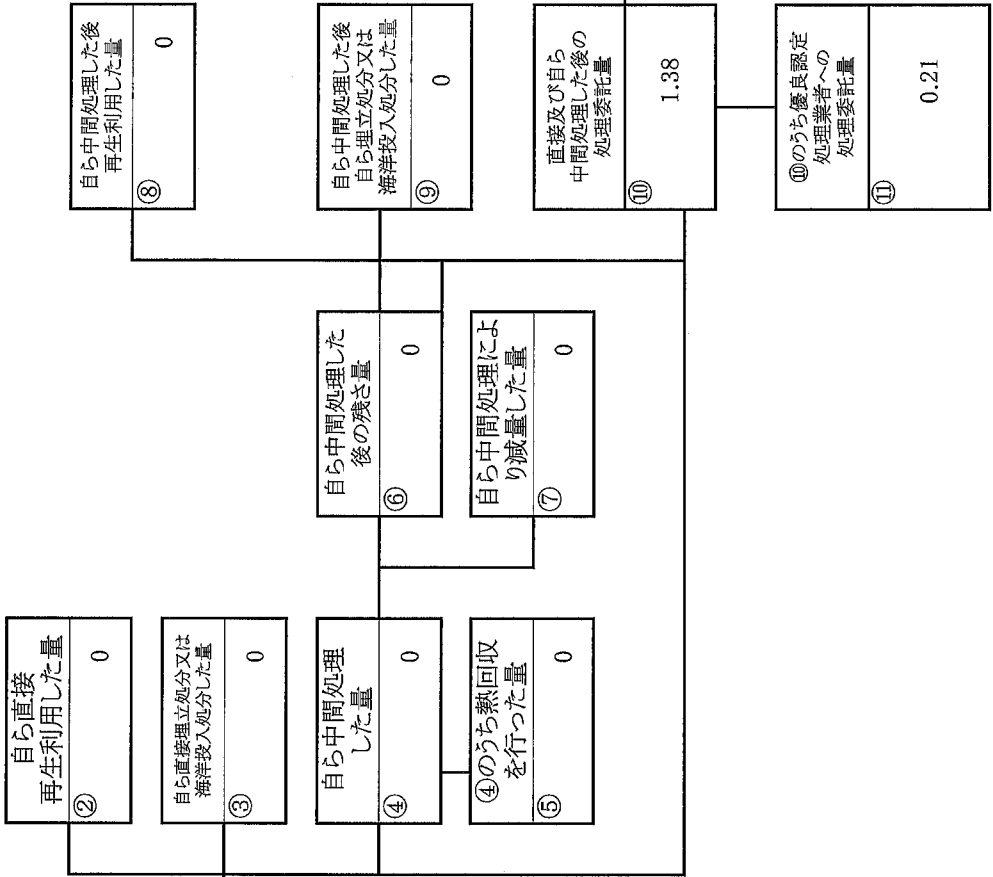 自ら直接
再生利用した量
②
0
自ら直接埋立処分又は
海洋投入処分した量
③
0
自ら中間処理
した量
④
0
④のうち熱回収
を行った量
⑤
0
自ら中間処理した
後の残さ量
⑥
0
自ら中間処理によ
り減量した量
⑦
0
自ら中間処理した後
再生利用した量
⑧
0
自ら中間処理した後
自ら埋立処分又は
海洋投入処分した量
⑨
0
直接及び自ら
中間処理した後の
処理委託量
⑩
1.38
⑩のうち優良認定
処理業者への
処理委託量
⑪
0.21